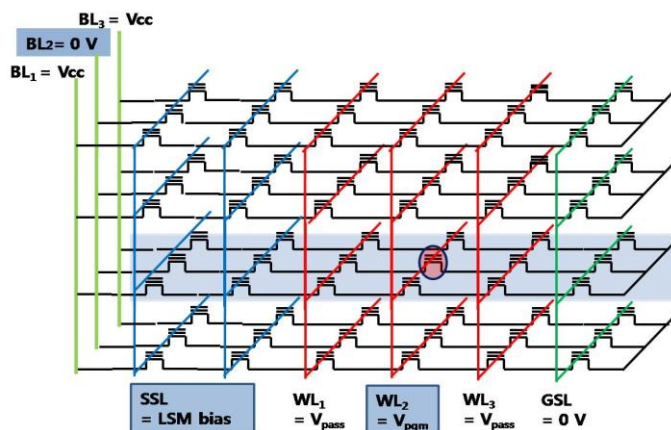 BL3 = Vcc
BL2= 0 V
BL1 = Vcc
SSL
= LSM bias
WL1
= Vpass
WL2
= Vpgm
WL3
= Vpass
GSL
= 0 V